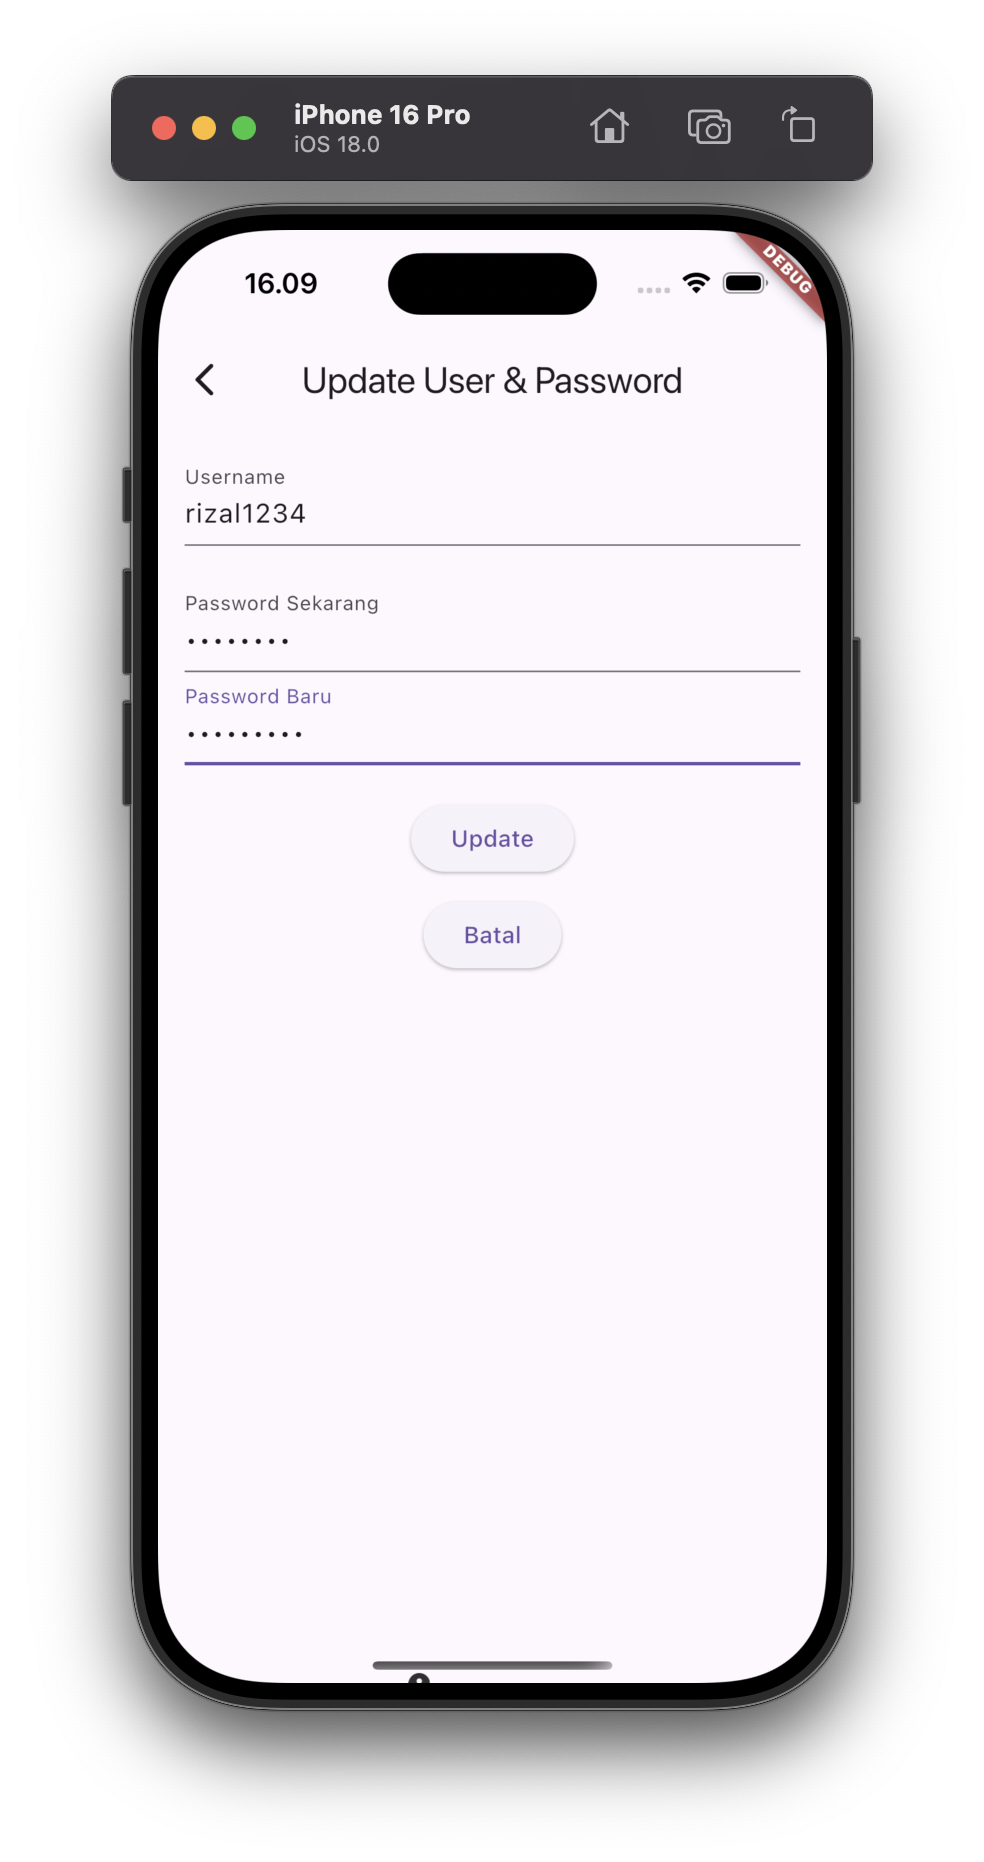 iPhone 16 Pro
iOS 18.0
16.09
DEBUG
Update User & Password
Username
rizal1234
Password Sekarang
••••••••
Password Baru
•••••••••
Update
Batal